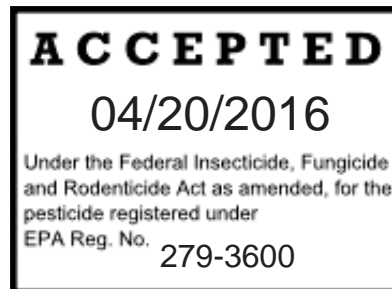 ACCEPTED
04/20/2016
Under the Federal Insecticide, Fungicide
and Rodenticide Act as amended, for the
pesticide registered under
EPA Reg. No. 279-3600